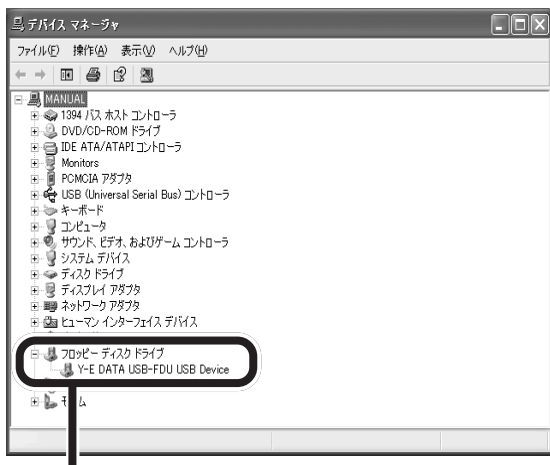 デバイス マネージャ
ファイル(F) 操作(A) 表示(V) ヘルプ(H)
MANUAL
1394 バス ホスト コントローラ
DVD/CD-ROM ドライブ
IDE ATA/ATAPI コントローラ
Monitors
PCMCIA アダプタ
USB (Universal Serial Bus) コントローラ
キーボード
コンピュータ
サウンド、ビデオ、およびゲーム コントローラ
システム デバイス
ディスク ドライブ
ディスプレイ アダプタ
ネットワーク アダプタ
ヒューマン インターフェイス デバイス
フロッピー ディスク ドライブ
Y-E DATA USB-FDU USB Device